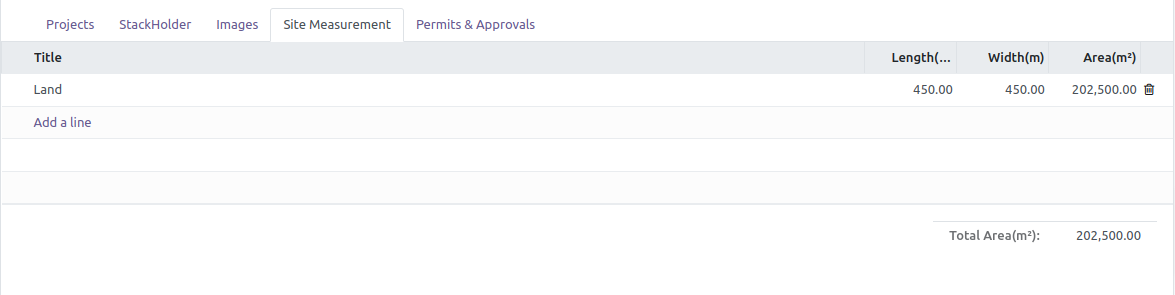 Projects StackHolder Images Site Measurement Permits & Approvals
Title Length(... Width(m) Area(m²)
Land 450.00 450.00 202,500.00
Add a line
Total Area(m²): 202,500.00